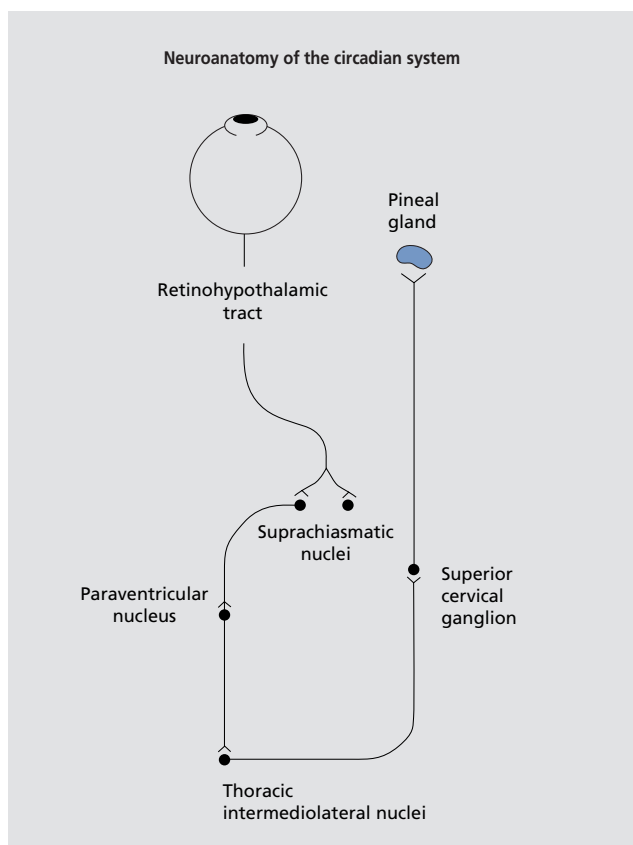 Neuroanatomy of the circadian system
Pineal
gland
Retinohypothalamic
tract
Suprachiasmatic
nuclei
Paraventricular
nucleus
Superior
cervical
ganglion
Thoracic
intermediolateral nuclei